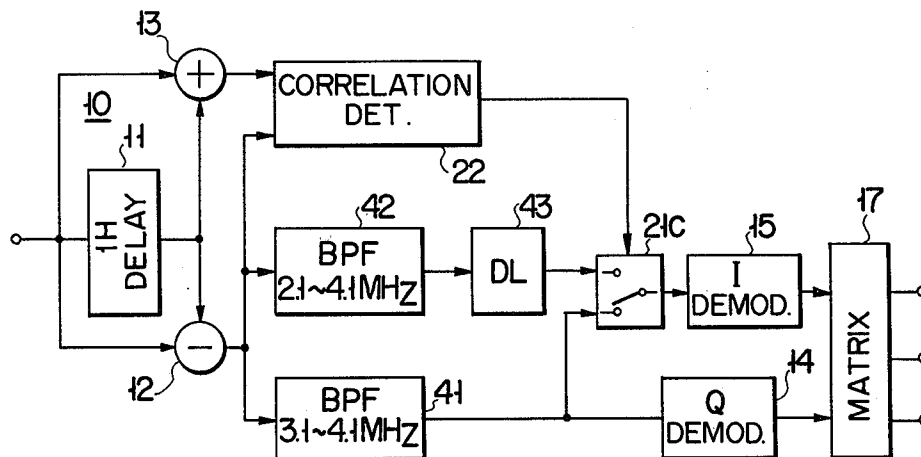 13
+
CORRELATION
DET.
10
11
22
1H
DELAY
42
43
21C
15
17
BPF
2.1~4.1MHZ
DL
I
DEMOD.
MATRIX
-
12
BPF
3.1~4.1MHZ
41
14
Q
DEMOD.